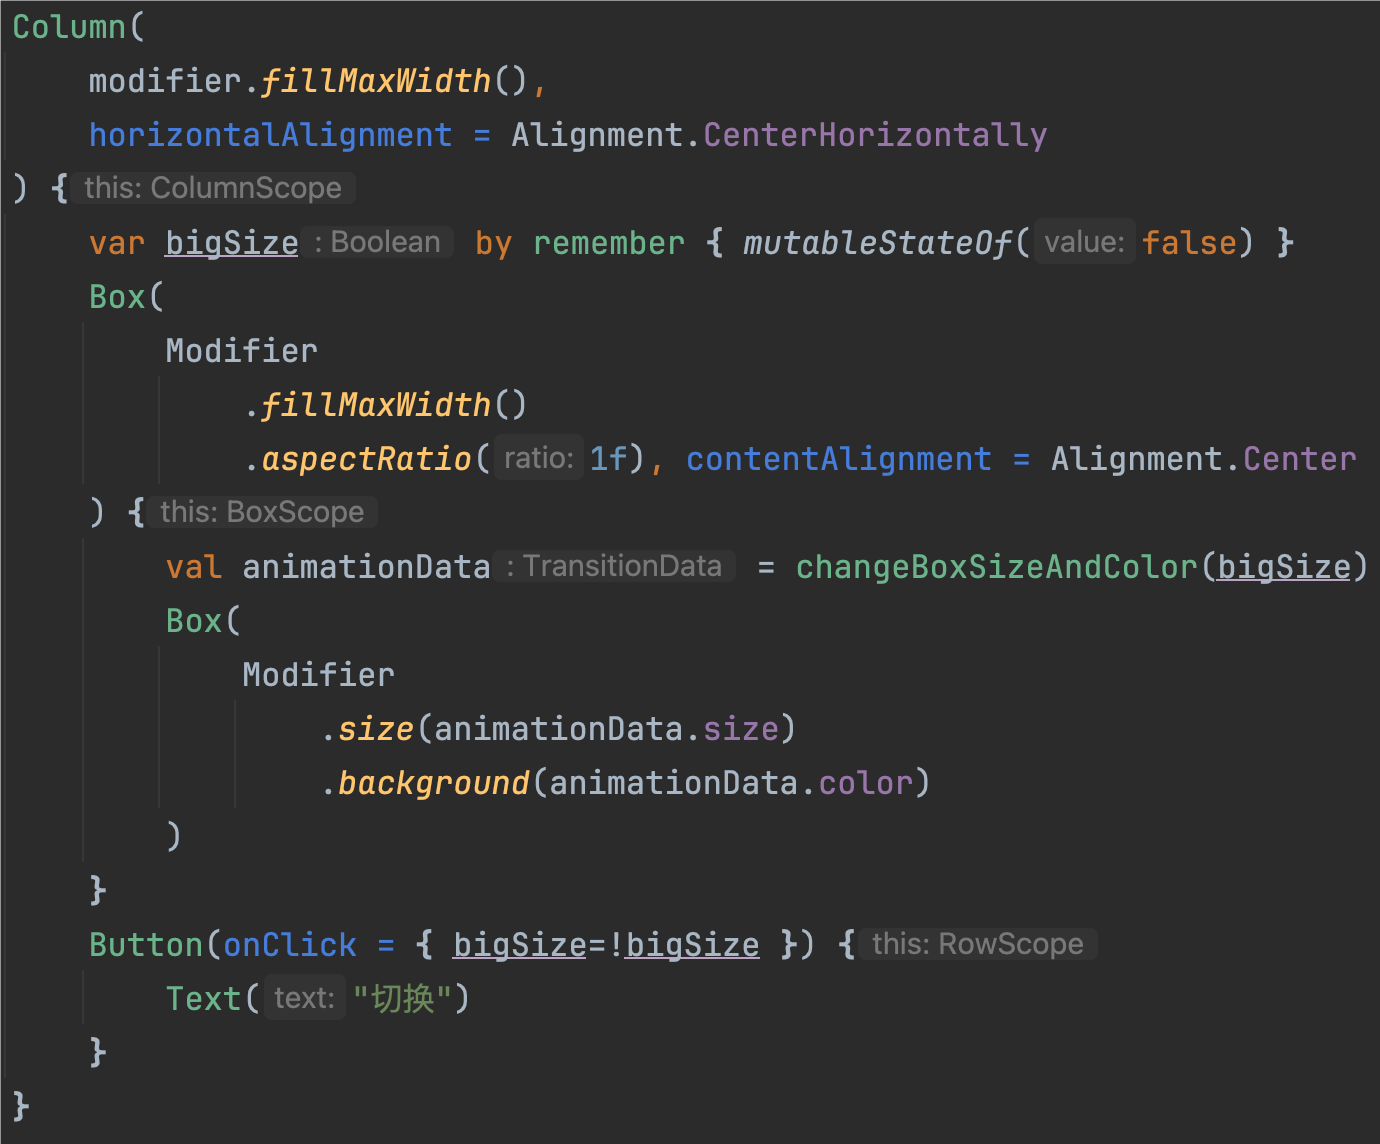 Column(
modifier.fillMaxWidth(),
horizontalAlignment = Alignment.CenterHorizontally
) { this: ColumnScope
var bigSize : Boolean by remember { mutableStateOf( value: false) }
Box(
Modifier
.fillMaxWidth()
.aspectRatio( ratio: 1f), contentAlignment = Alignment.Center
) { this: BoxScope
val animationData : TransitionData = changeBoxSizeAndColor(bigSize)
Box(
Modifier
.size(animationData.size)
.background(animationData.color)
)
}
Button(onClick = { bigSize=!bigSize }) { this: RowScope
Text( text: "切换")
}
}